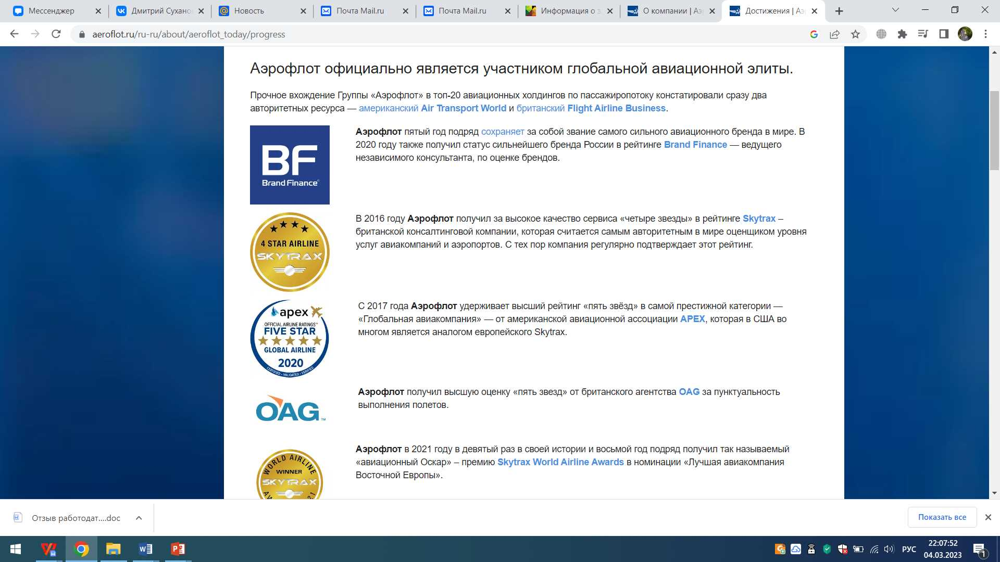 Мессенджер
Дмитрий Сухано
Новость
Почта Mail.ru
Почта Mail.ru
Информация о з
О компании | Аэ
Достижения | Аэ
aeroflot.ru/ru-ru/about/aeroflot_today/progress
Аэрофлот официально является участником глобальной авиационной элиты.
Прочное вхождение Группы «Аэрофлот» в топ-20 авиационных холдингов по пассажиропотоку констатировали сразу два
авторитетных ресурса — американский Air Transport World и британский Flight Airline Business.
BF
Brand Finance®
Аэрофлот пятый год подряд сохраняет за собой звание самого сильного авиационного бренда в мире. В
2020 году также получил статус сильнейшего бренда России в рейтинге Brand Finance — ведущего
независимого консультанта, по оценке брендов.
4 STAR AIRLINE
SKYTRAX
В 2016 году Аэрофлот получил за высокое качество сервиса «четыре звезды» в рейтинге Skytrax –
британской консалтинговой компании, которая считается самым авторитетным в мире оценщиком уровня
услуг авиакомпаний и аэропортов. С тех пор компания регулярно подтверждает этот рейтинг.
apex
OFFICIAL AIRLINE RATINGS™
FIVE STAR
GLOBAL AIRLINE
2020
CERTIFIED • VALIDATED • VERIFIED
С 2017 года Аэрофлот удерживает высший рейтинг «пять звёзд» в самой престижной категории —
«Глобальная авиакомпания» — от американской авиационной ассоциации APEX, которая в США во
многом является аналогом европейского Skytrax.
OAG™
Аэрофлот получил высшую оценку «пять звезд» от британского агентства OAG за пунктуальность
выполнения полетов.
WORLD AIRLINE
WINNER
SKYTRAX
Аэрофлот в 2021 году в девятый раз в своей истории и восьмой год подряд получил так называемый
«авиационный Оскар» – премию Skytrax World Airline Awards в номинации «Лучшая авиакомпания
Восточной Европы».
Отзыв работодат....doc
Показать все
РУС
22:07:52
04.03.2023
1